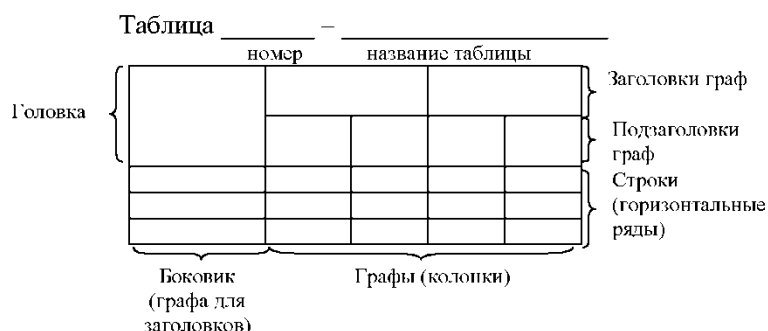 Таблица ________ – ____________________
номер название таблицы
Заголовки граф
Головка
Подзаголовки
граф
Строки
(горизонтальные
ряды)
Боковик
(графа для
заголовков)
Графы (колонки)